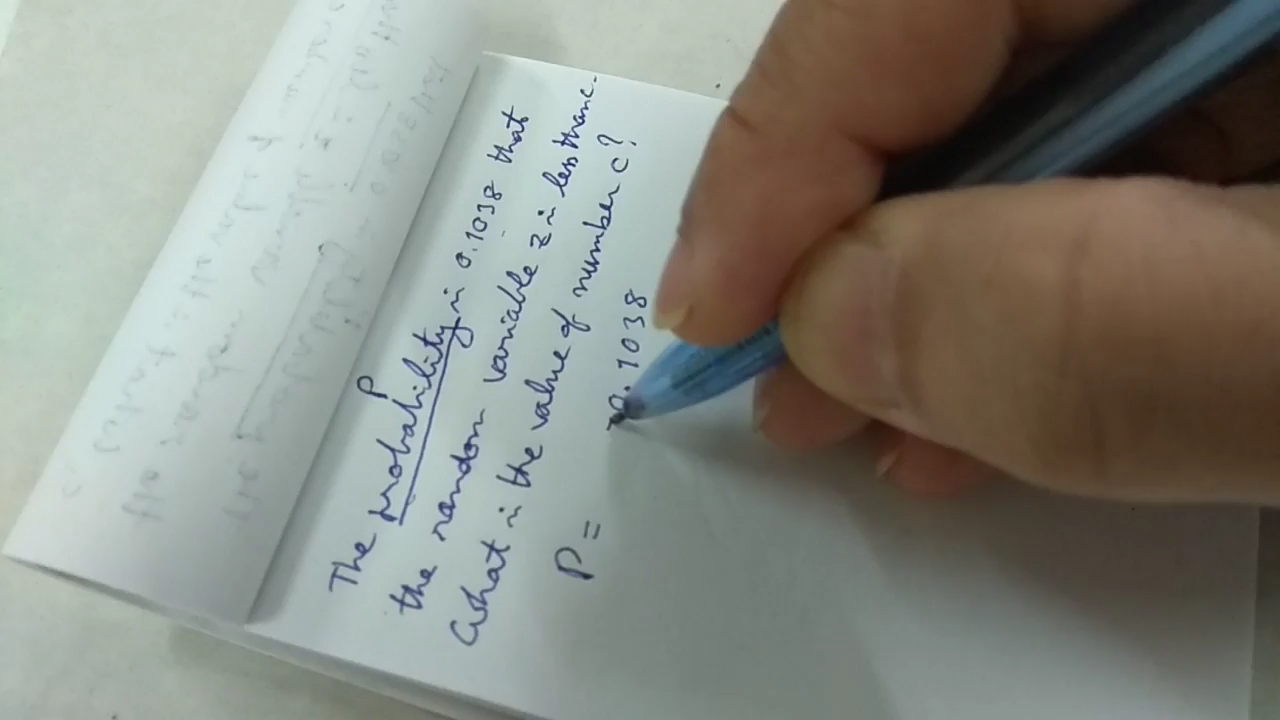 The probability is 0.1038 that
P
the random variable z is less than c.
What is the value of number c?
P = 0.1038